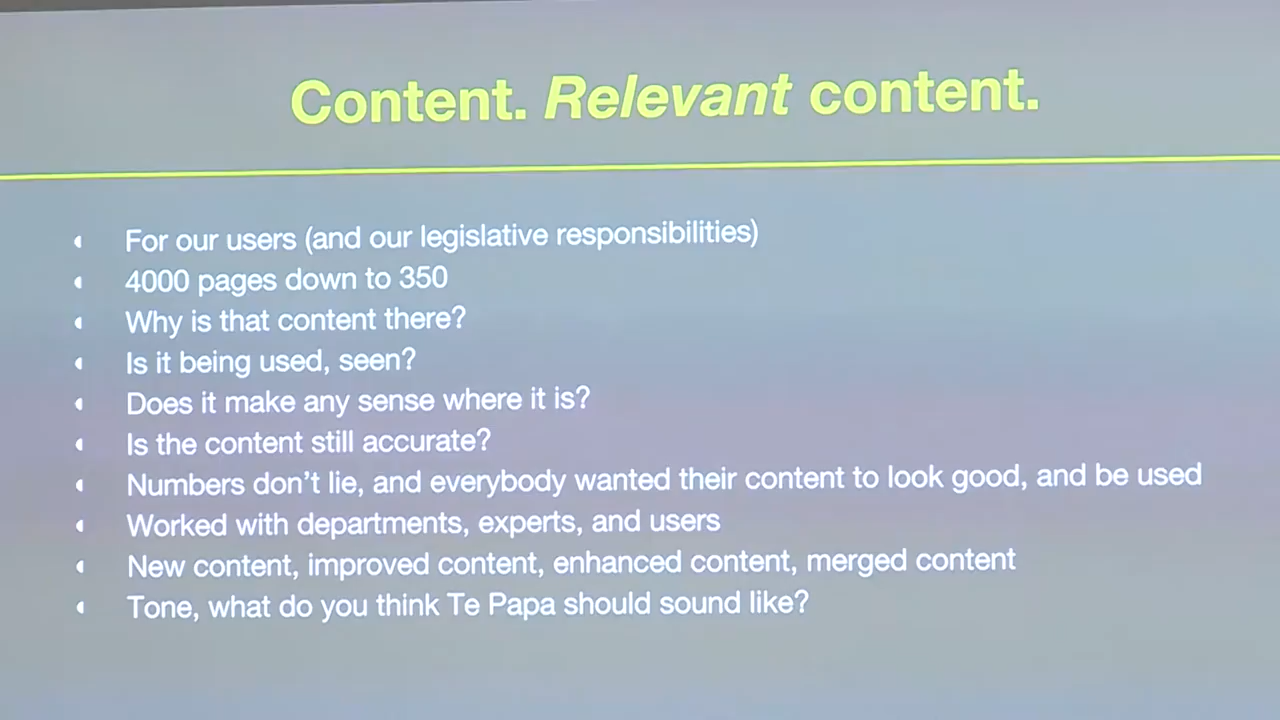 Content. Relevant content.
For our users (and our legislative responsibilities)
4000 pages down to 350
Why is that content there?
Is it being used, seen?
Does it make any sense where it is?
Is the content still accurate?
Numbers don't lie, and everybody wanted their content to look good, and be used
Worked with departments, experts, and users
New content, improved content, enhanced content, merged content
Tone, what do you think Te Papa should sound like?